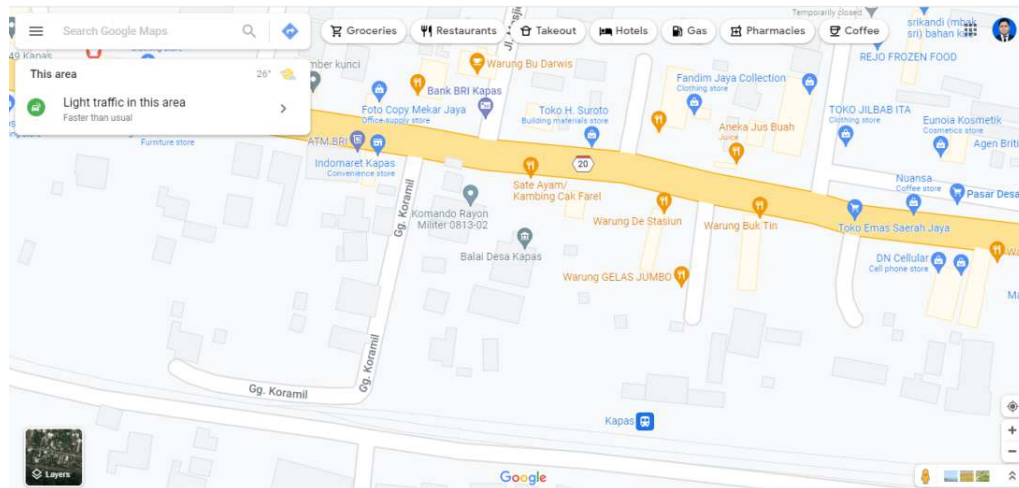 Search Google Maps
Groceries
Restaurants
Takeout
Hotels
Gas
Pharmacies
Coffee
Temporarily closed
srikandi (mbak
sri) bahan
REJO FROZEN FOOD
49 Kapas
This area
26°
Light traffic in this area
Faster than usual
Furniture store
Warung Bu Darwis
Bank BRI Kapas
Foto Copy Mekar Jaya
Office supply store
Toko H. Suroto
Building materials store
Fandim Jaya Collection
Clothing store
Aneka Jus Buah
Juice
TOKO JILBAB ITA
Clothing store
Eunoia Kosmetik
Cosmetics store
Agen Briti
ATM BRI
Indomaret Kapas
Convenience store
20
Nuansa
Coffee store
Pasar Desa
Sate Ayam/
Kambing Cak Farel
Gg. Koramil
Komando Rayon
Militer 0813-02
Warung De Stasiun
Warung Buk Tin
Toko Emas Saerah Jaya
Balai Desa Kapas
DN Cellular
Cell phone store
Wa
Warung GELAS JUMBO
Ma
Gg. Koramil
Gg. Koramil
Kapas
Layers
Google